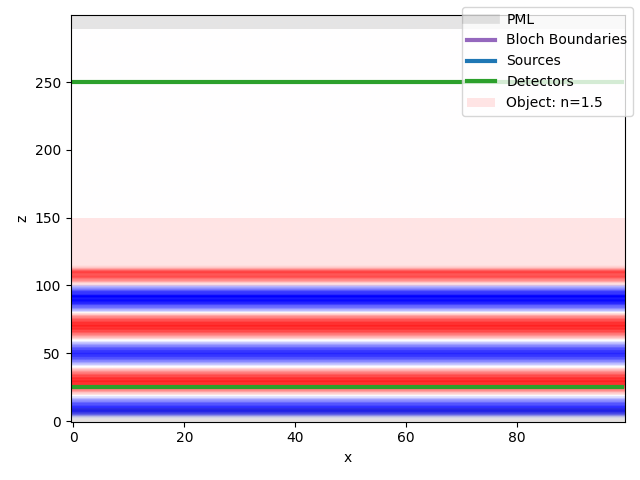 PML
Bloch Boundaries
Sources
Detectors
Object: n=1.5
250
200
150
100
50
0
z
0 20 40 60 80
x